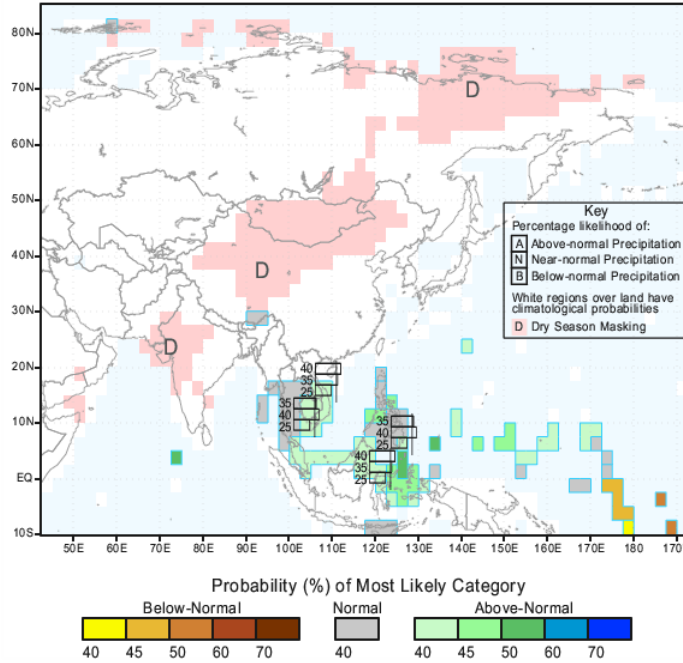 80N
70N
60N
50N
40N
30N
20N
10N
EQ
10S
50E 60E 70E 80E 90E 100E 110E 120E 130E 140E 150E 160E 170E 180 170W
D
D
D
Key
Percentage likelihood of:
A Above-normal Precipitation
N Near-normal Precipitation
B Below-normal Precipitation
White regions over land have
climatological probabilities
D Dry Season Masking
40
35
25
35
40
25
35
40
25
40
35
25
Probability (%) of Most Likely Category
Below-Normal Normal Above-Normal
40 45 50 60 70 40 40 45 50 60 70